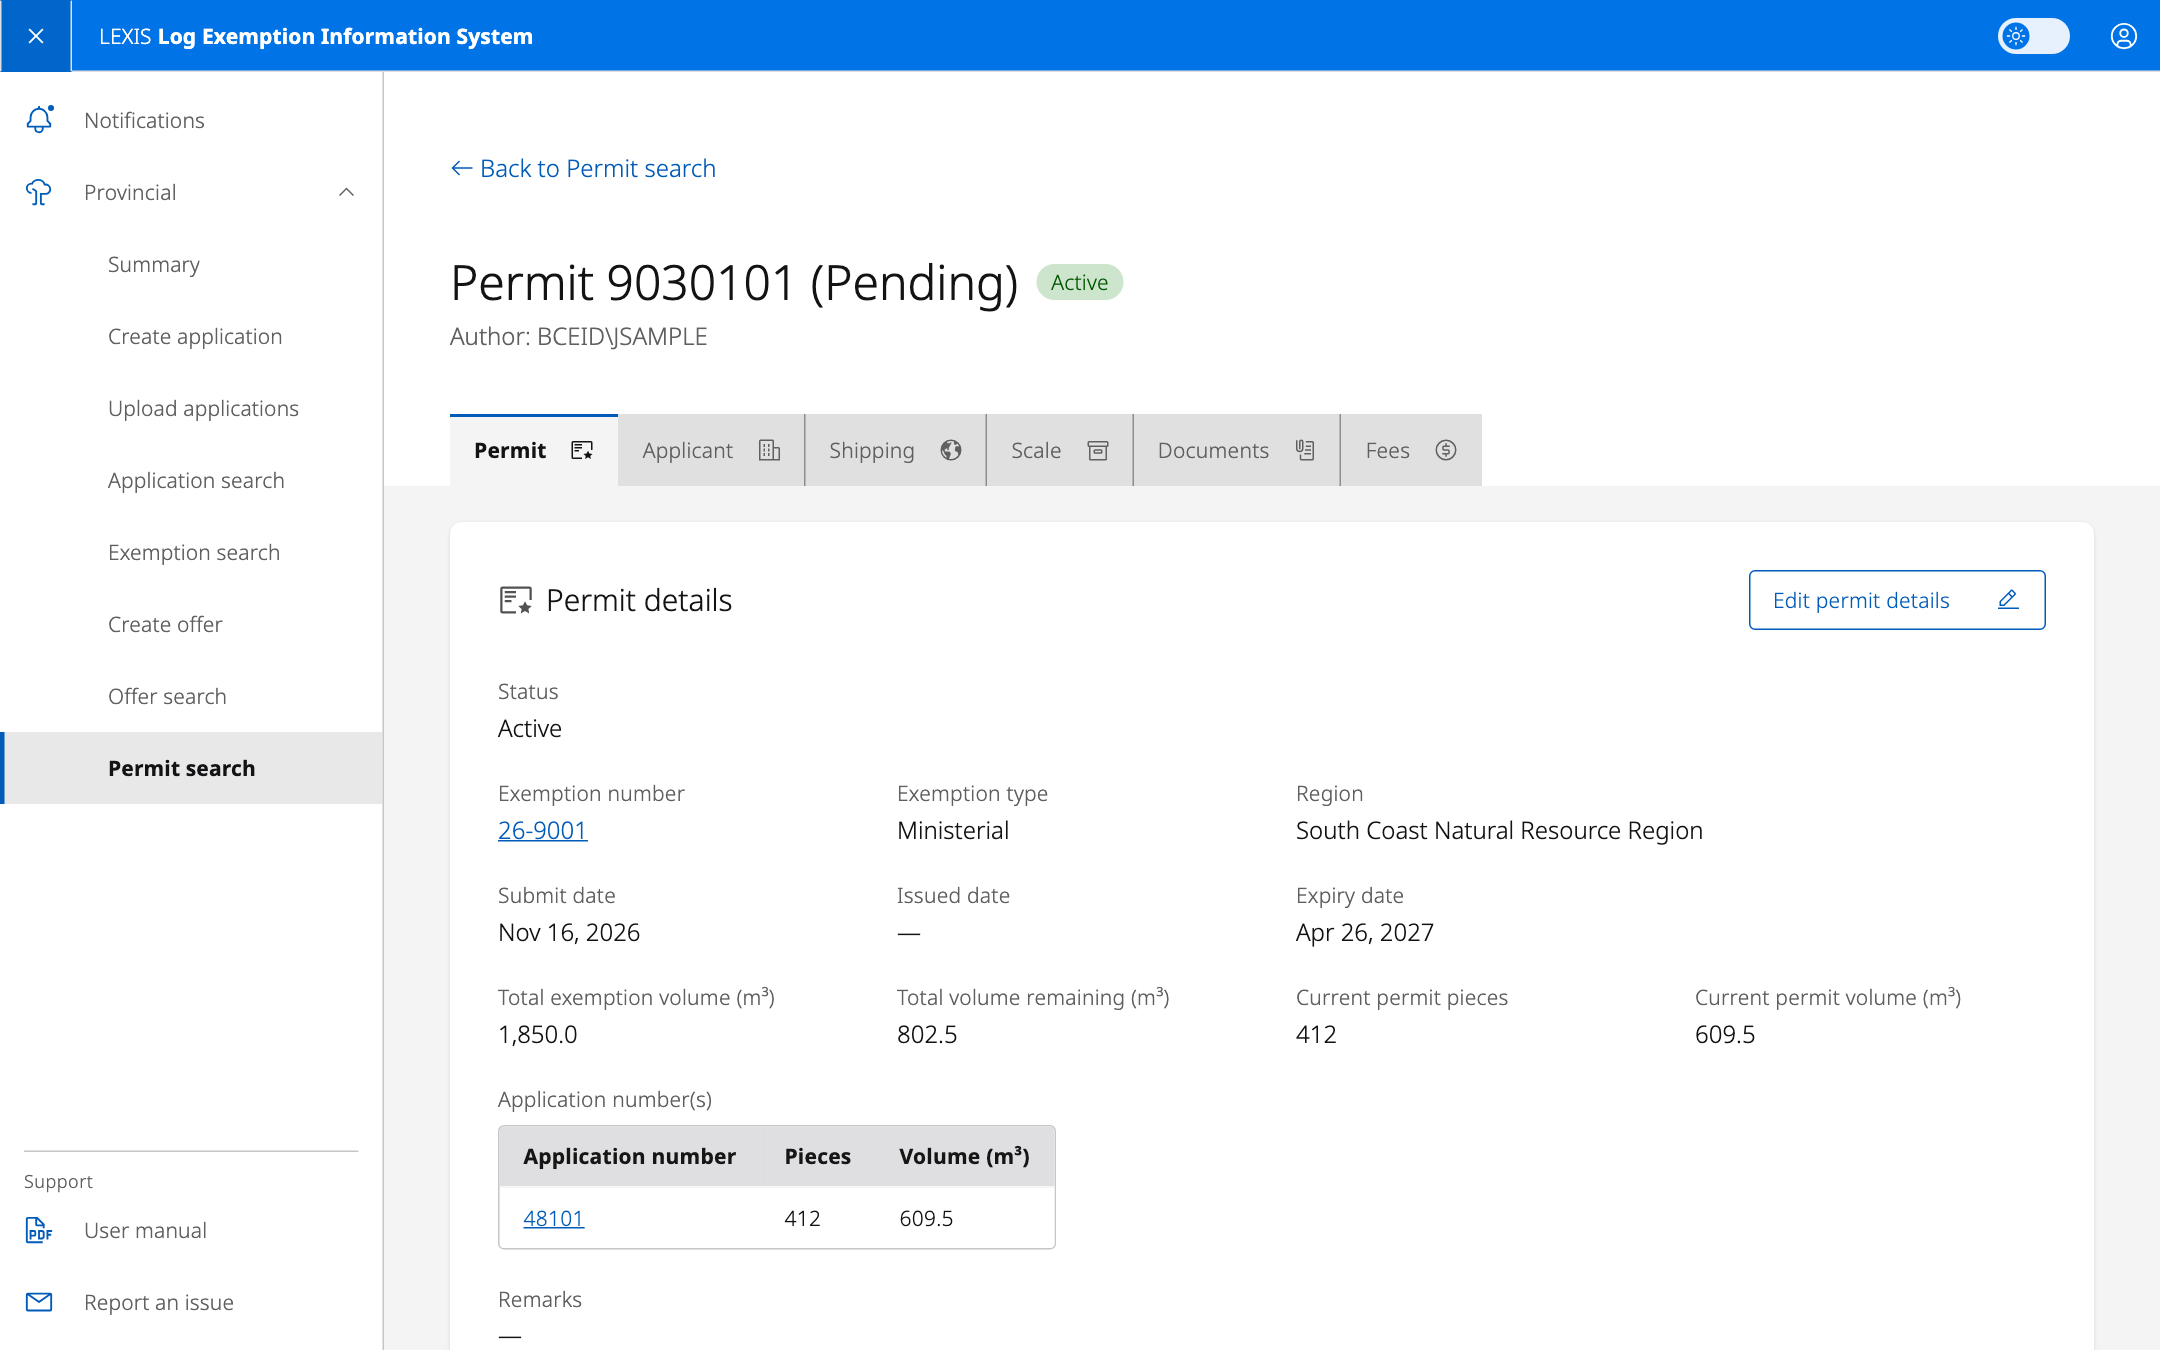 LEXIS Log Exemption Information System
Notifications
Provincial
Summary
Create application
Upload applications
Application search
Exemption search
Create offer
Offer search
Permit search
Support
PDF
User manual
Report an issue
← Back to Permit search
Permit 9030101 (Pending) Active
Author: BCEID\JSAMPLE
Permit Applicant Shipping Scale Documents Fees
Permit details
Edit permit details
Status
Active
Exemption number Exemption type Region
26-9001 Ministerial South Coast Natural Resource Region
Submit date Issued date Expiry date
Nov 16, 2026 — Apr 26, 2027
Total exemption volume (m³) Total volume remaining (m³) Current permit pieces Current permit volume (m³)
1,850.0 802.5 412 609.5
Application number(s)
Application number Pieces Volume (m³)
48101 412 609.5
Remarks
—